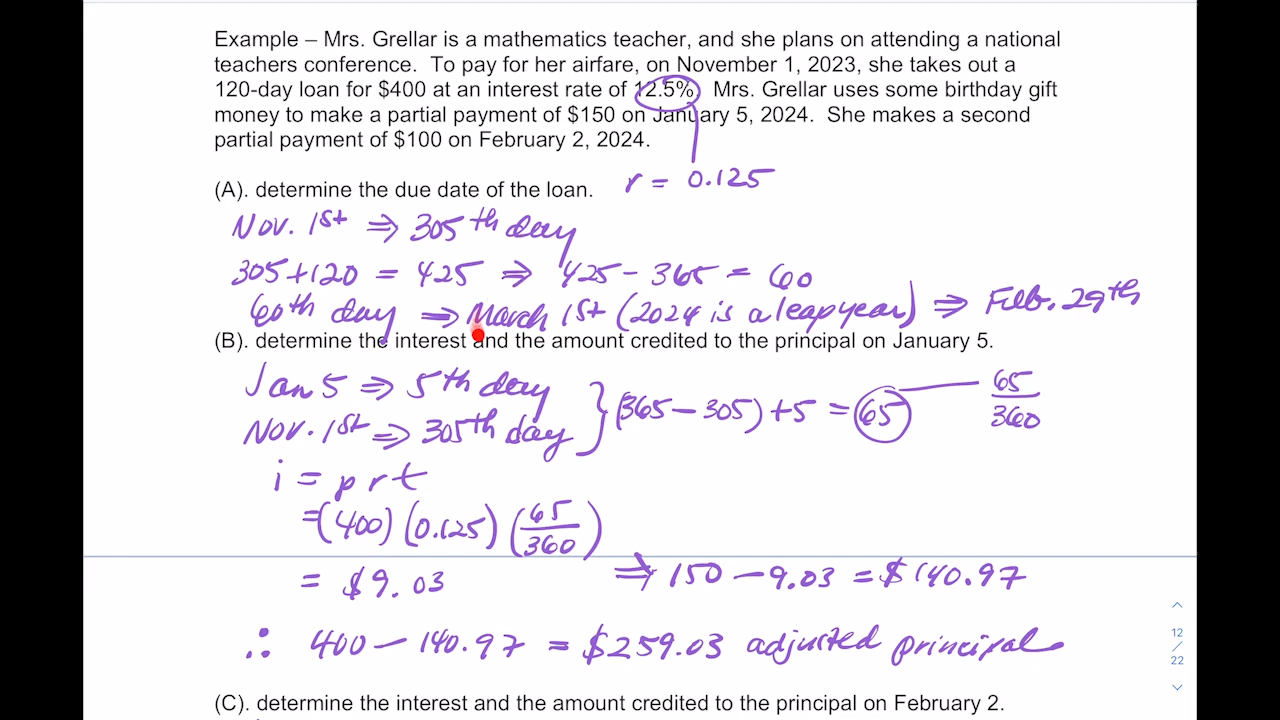 Example – Mrs. Grellar is a mathematics teacher, and she plans on attending a national
teachers conference. To pay for her airfare, on November 1, 2023, she takes out a
120-day loan for $400 at an interest rate of 12.5%. Mrs. Grellar uses some birthday gift
money to make a partial payment of $150 on January 5, 2024. She makes a second
partial payment of $100 on February 2, 2024.
r = 0.125
(A). determine the due date of the loan.
Nov. 1st ⇒ 305th day
305+120 = 425 ⇒ 425 - 365 = 60
60th day ⇒ March 1st (2024 is a leap year) ⇒ Feb. 29th
(B). determine the interest and the amount credited to the principal on January 5.
Jan 5 ⇒ 5th day
Nov. 1st ⇒ 305th day } (365 - 305) + 5 = 65 65/360
i = prt
= (400) (0.125) (65/360)
= $9.03 ⇒ 150 - 9.03 = $140.97
∴ 400 - 140.97 = $259.03 adjusted principal
(C). determine the interest and the amount credited to the principal on February 2.
12
/
22